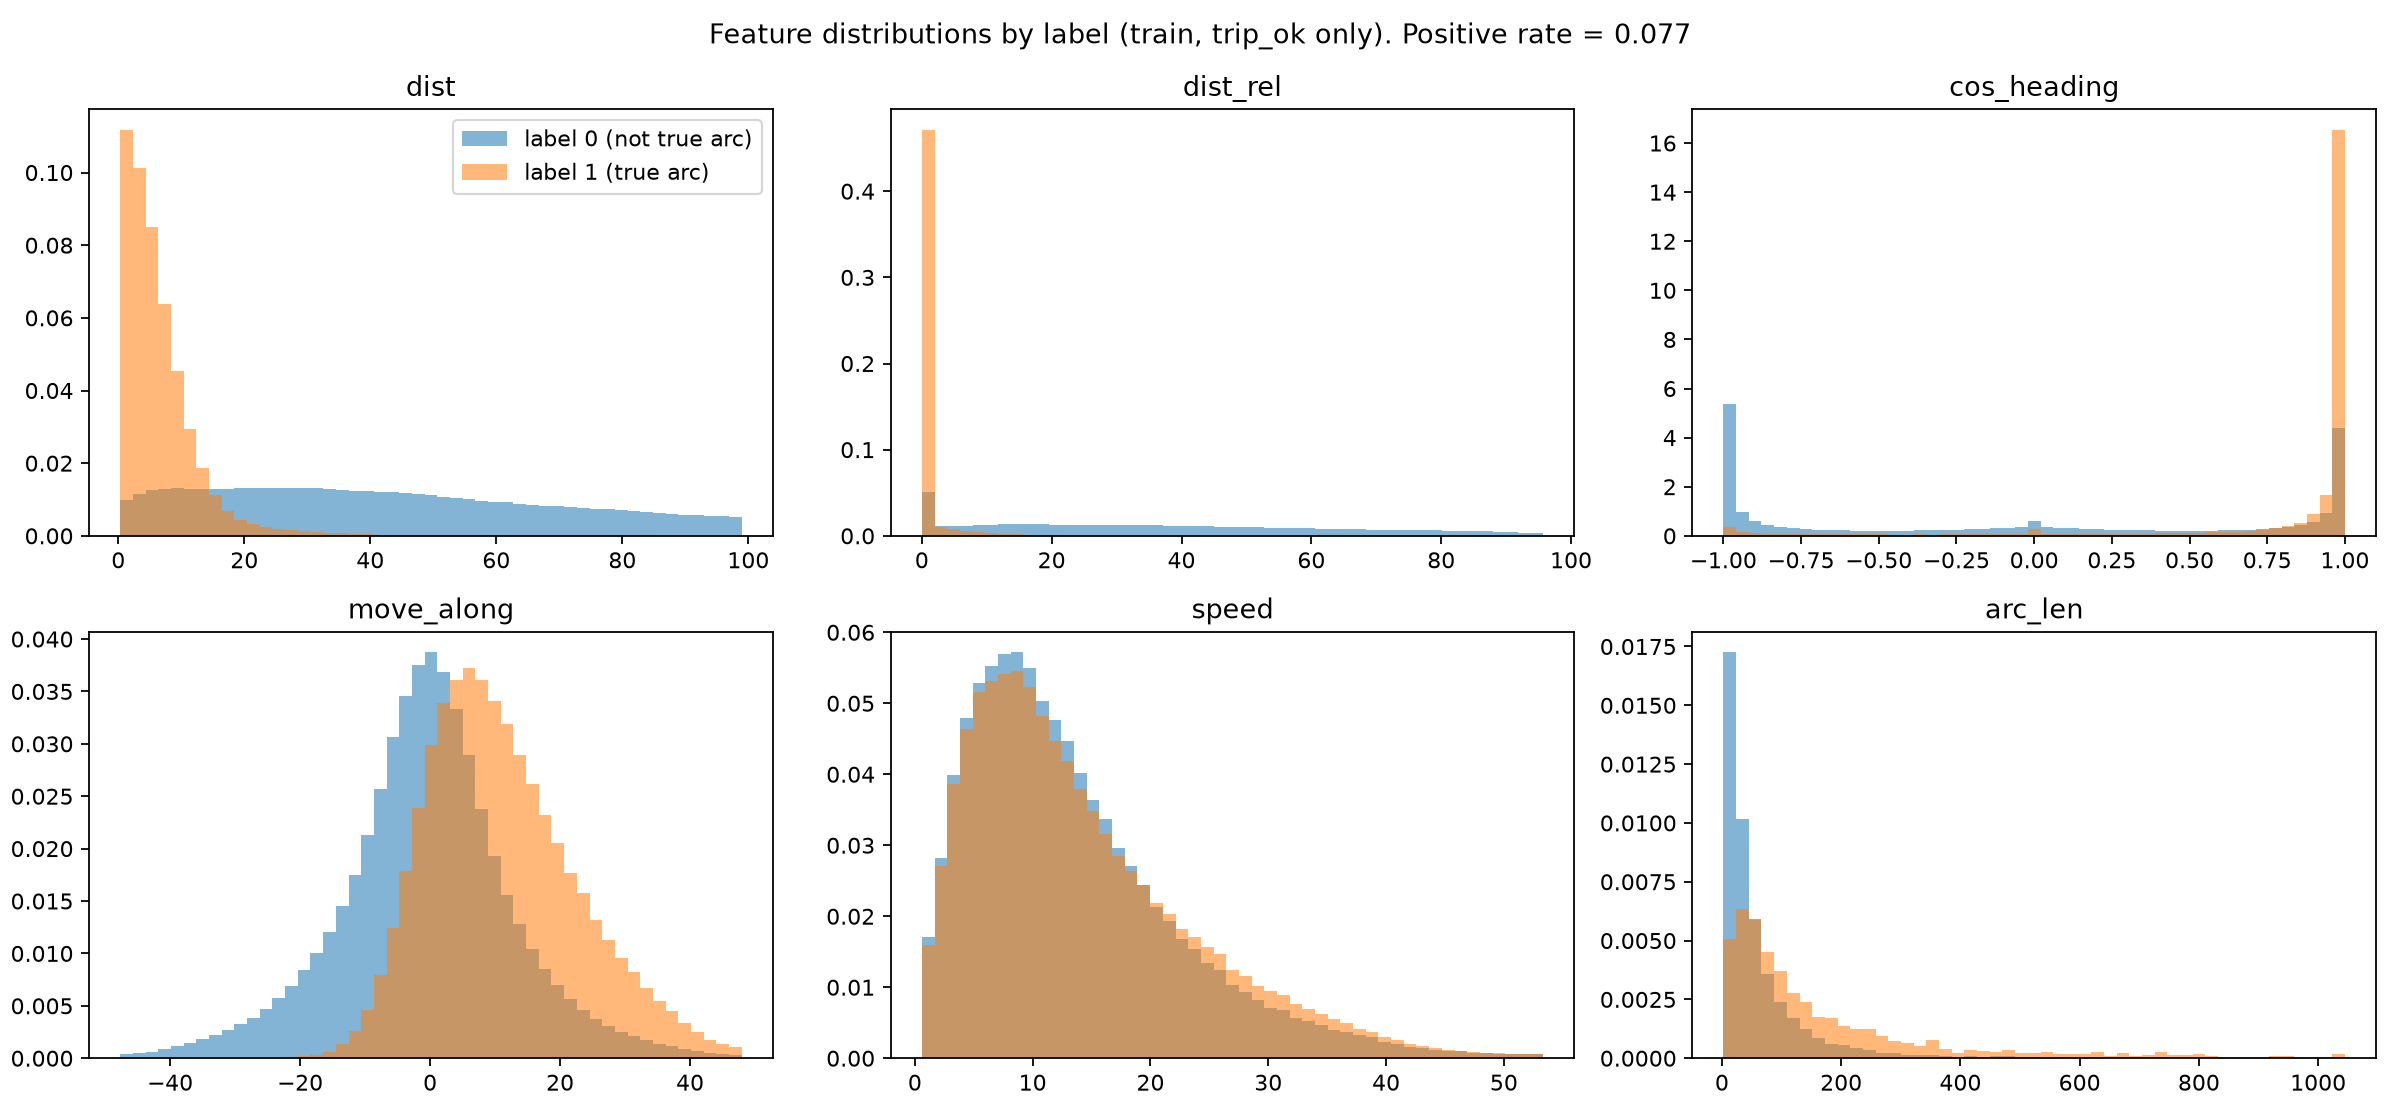 Feature distributions by label (train, trip_ok only). Positive rate = 0.077
dist
label 0 (not true arc)
label 1 (true arc)
0.10
0.08
0.06
0.04
0.02
0.00
0 20 40 60 80 100
dist_rel
0.4
0.3
0.2
0.1
0.0
0 20 40 60 80 100
cos_heading
16
14
12
10
8
6
4
2
0
−1.00 −0.75 −0.50 −0.25 0.00 0.25 0.50 0.75 1.00
move_along
0.040
0.035
0.030
0.025
0.020
0.015
0.010
0.005
0.000
−40 −20 0 20 40
speed
0.06
0.05
0.04
0.03
0.02
0.01
0.00
0 10 20 30 40 50
arc_len
0.0175
0.0150
0.0125
0.0100
0.0075
0.0050
0.0025
0.0000
0 200 400 600 800 1000